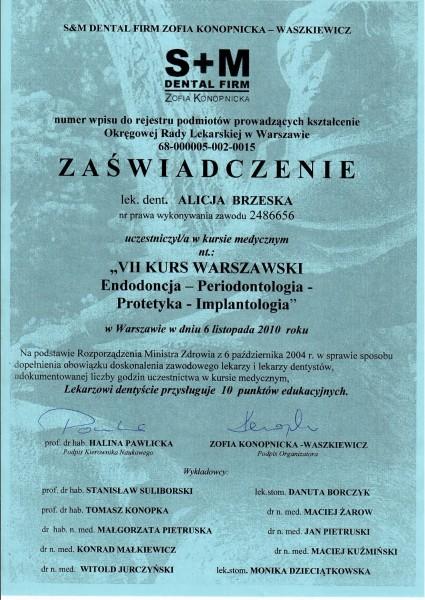 S&M DENTAL FIRM ZOFIA KONOPNICKA – WASZKIEWICZ
S+M
DENTAL FIRM
ZOFIA KONOPNICKA
numer wpisu do rejestru podmiotów prowadzących kształcenie
Okręgowej Rady Lekarskiej w Warszawie
68-000005-002-0015
ZAŚWIADCZENIE
lek. dent. ALICJA BRZESKA
nr prawa wykonywania zawodu 2486656
uczestniczył/a w kursie medycznym
nt.:
„VII KURS WARSZAWSKI
Endodoncja – Periodontologia -
Protetyka - Implantologia”
w Warszawie w dniu 6 listopada 2010 roku
Na podstawie Rozporządzenia Ministra Zdrowia z 6 października 2004 r. w sprawie sposobu
dopełnienia obowiązku doskonalenia zawodowego lekarzy i lekarzy dentystów,
udokumentowanej liczby godzin uczestnictwa w kursie medycznym,
Lekarzowi dentyście przysługuje 10 punktów edukacyjnych.
prof. dr hab. HALINA PAWLICKA ZOFIA KONOPNICKA -WASZKIEWICZ
Podpis Kierownika Naukowego Podpis Organizatora
Wykładowcy:
prof. dr hab. STANISŁAW SULIBORSKI lek.stom. DANUTA BORCZYK
prof. dr hab. TOMASZ KONOPKA dr n. med. MACIEJ ŻAROW
dr hab. n. med. MAŁGORZATA PIETRUSKA dr n. med. JAN PIETRUSKI
dr n. med. KONRAD MAŁKIEWICZ dr n. med. MACIEJ KUŹMIŃSKI
dr n. med. WITOLD JURCZYŃSKI lek.stom. MONIKA DZIECIĄTKOWSKA